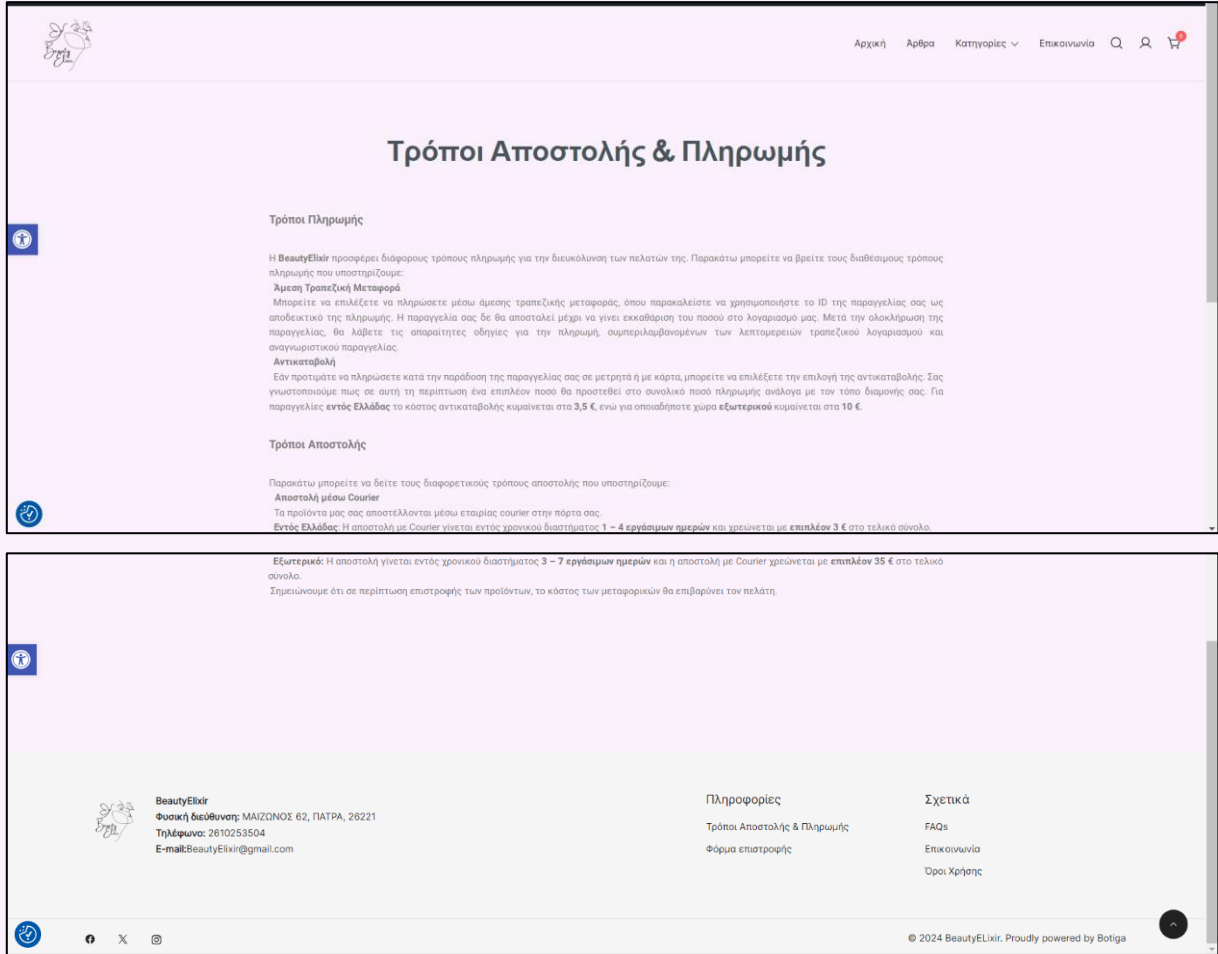 Beauty
Elixir
Αρχική Άρθρα Κατηγορίες Επικοινωνία 0
Τρόποι Αποστολής & Πληρωμής
Τρόποι Πληρωμής
Η BeautyElixir προσφέρει διάφορους τρόπους πληρωμής για την διευκόλυνση των πελατών της. Παρακάτω μπορείτε να βρείτε τους διαθέσιμους τρόπους
πληρωμής που υποστηρίζουμε:
Άμεση Τραπεζική Μεταφορά
Μπορείτε να επιλέξετε να πληρώσετε μέσω άμεσης τραπεζικής μεταφοράς, όπου παρακαλείστε να χρησιμοποιήστε το ID της παραγγελίας σας ως
αποδεικτικό της πληρωμής. Η παραγγελία σας δε θα αποσταλεί μέχρι να γίνει εκκαθάριση του ποσού στο λογαριασμό μας. Μετά την ολοκλήρωση της
παραγγελίας, θα λάβετε τις απαραίτητες οδηγίες για την πληρωμή, συμπεριλαμβανομένων των λεπτομερειών τραπεζικού λογαριασμού και
αναγνωριστικού παραγγελίας.
Αντικαταβολή
Εάν προτιμάτε να πληρώσετε κατά την παράδοση της παραγγελίας σας σε μετρητά ή με κάρτα, μπορείτε να επιλέξετε την επιλογή της αντικαταβολής. Σας
γνωστοποιούμε πως σε αυτή τη περίπτωση ένα επιπλέον ποσό θα προστεθεί στο συνολικό ποσό πληρωμής ανάλογα με τον τόπο διαμονής σας. Για
παραγγελίες εντός Ελλάδας το κόστος αντικαταβολής κυμαίνεται στα 3,5 €, ενώ για οποιαδήποτε χώρα εξωτερικού κυμαίνεται στα 10 €.
Τρόποι Αποστολής
Παρακάτω μπορείτε να δείτε τους διαφορετικούς τρόπους αποστολής που υποστηρίζουμε:
Αποστολή μέσω Courier
Τα προϊόντα μας σας αποστέλλονται μέσω εταιρίας courier στην πόρτα σας.
Εντός Ελλάδας: Η αποστολή με Courier γίνεται εντός χρονικού διαστήματος 1 – 4 εργάσιμων ημερών και χρεώνεται με επιπλέον 3 € στο τελικό σύνολο.
Εξωτερικό: Η αποστολή γίνεται εντός χρονικού διαστήματος 3 – 7 εργάσιμων ημερών και η αποστολή με Courier χρεώνεται με επιπλέον 35 € στο τελικό
σύνολο.
Σημειώνουμε ότι σε περίπτωση επιστροφής των προϊόντων, το κόστος των μεταφορικών θα επιβαρύνει τον πελάτη.
Beauty
Elixir
BeautyElixir
Φυσική διεύθυνση: ΜΑΙΖΩΝΟΣ 62, ΠΑΤΡΑ, 26221
Τηλέφωνο: 2610253504
E-mail:BeautyElixir@gmail.com
Πληροφορίες
Τρόποι Αποστολής & Πληρωμής
Φόρμα επιστροφής
Σχετικά
FAQs
Επικοινωνία
Όροι Χρήσης
© 2024 BeautyELixir. Proudly powered by Botiga